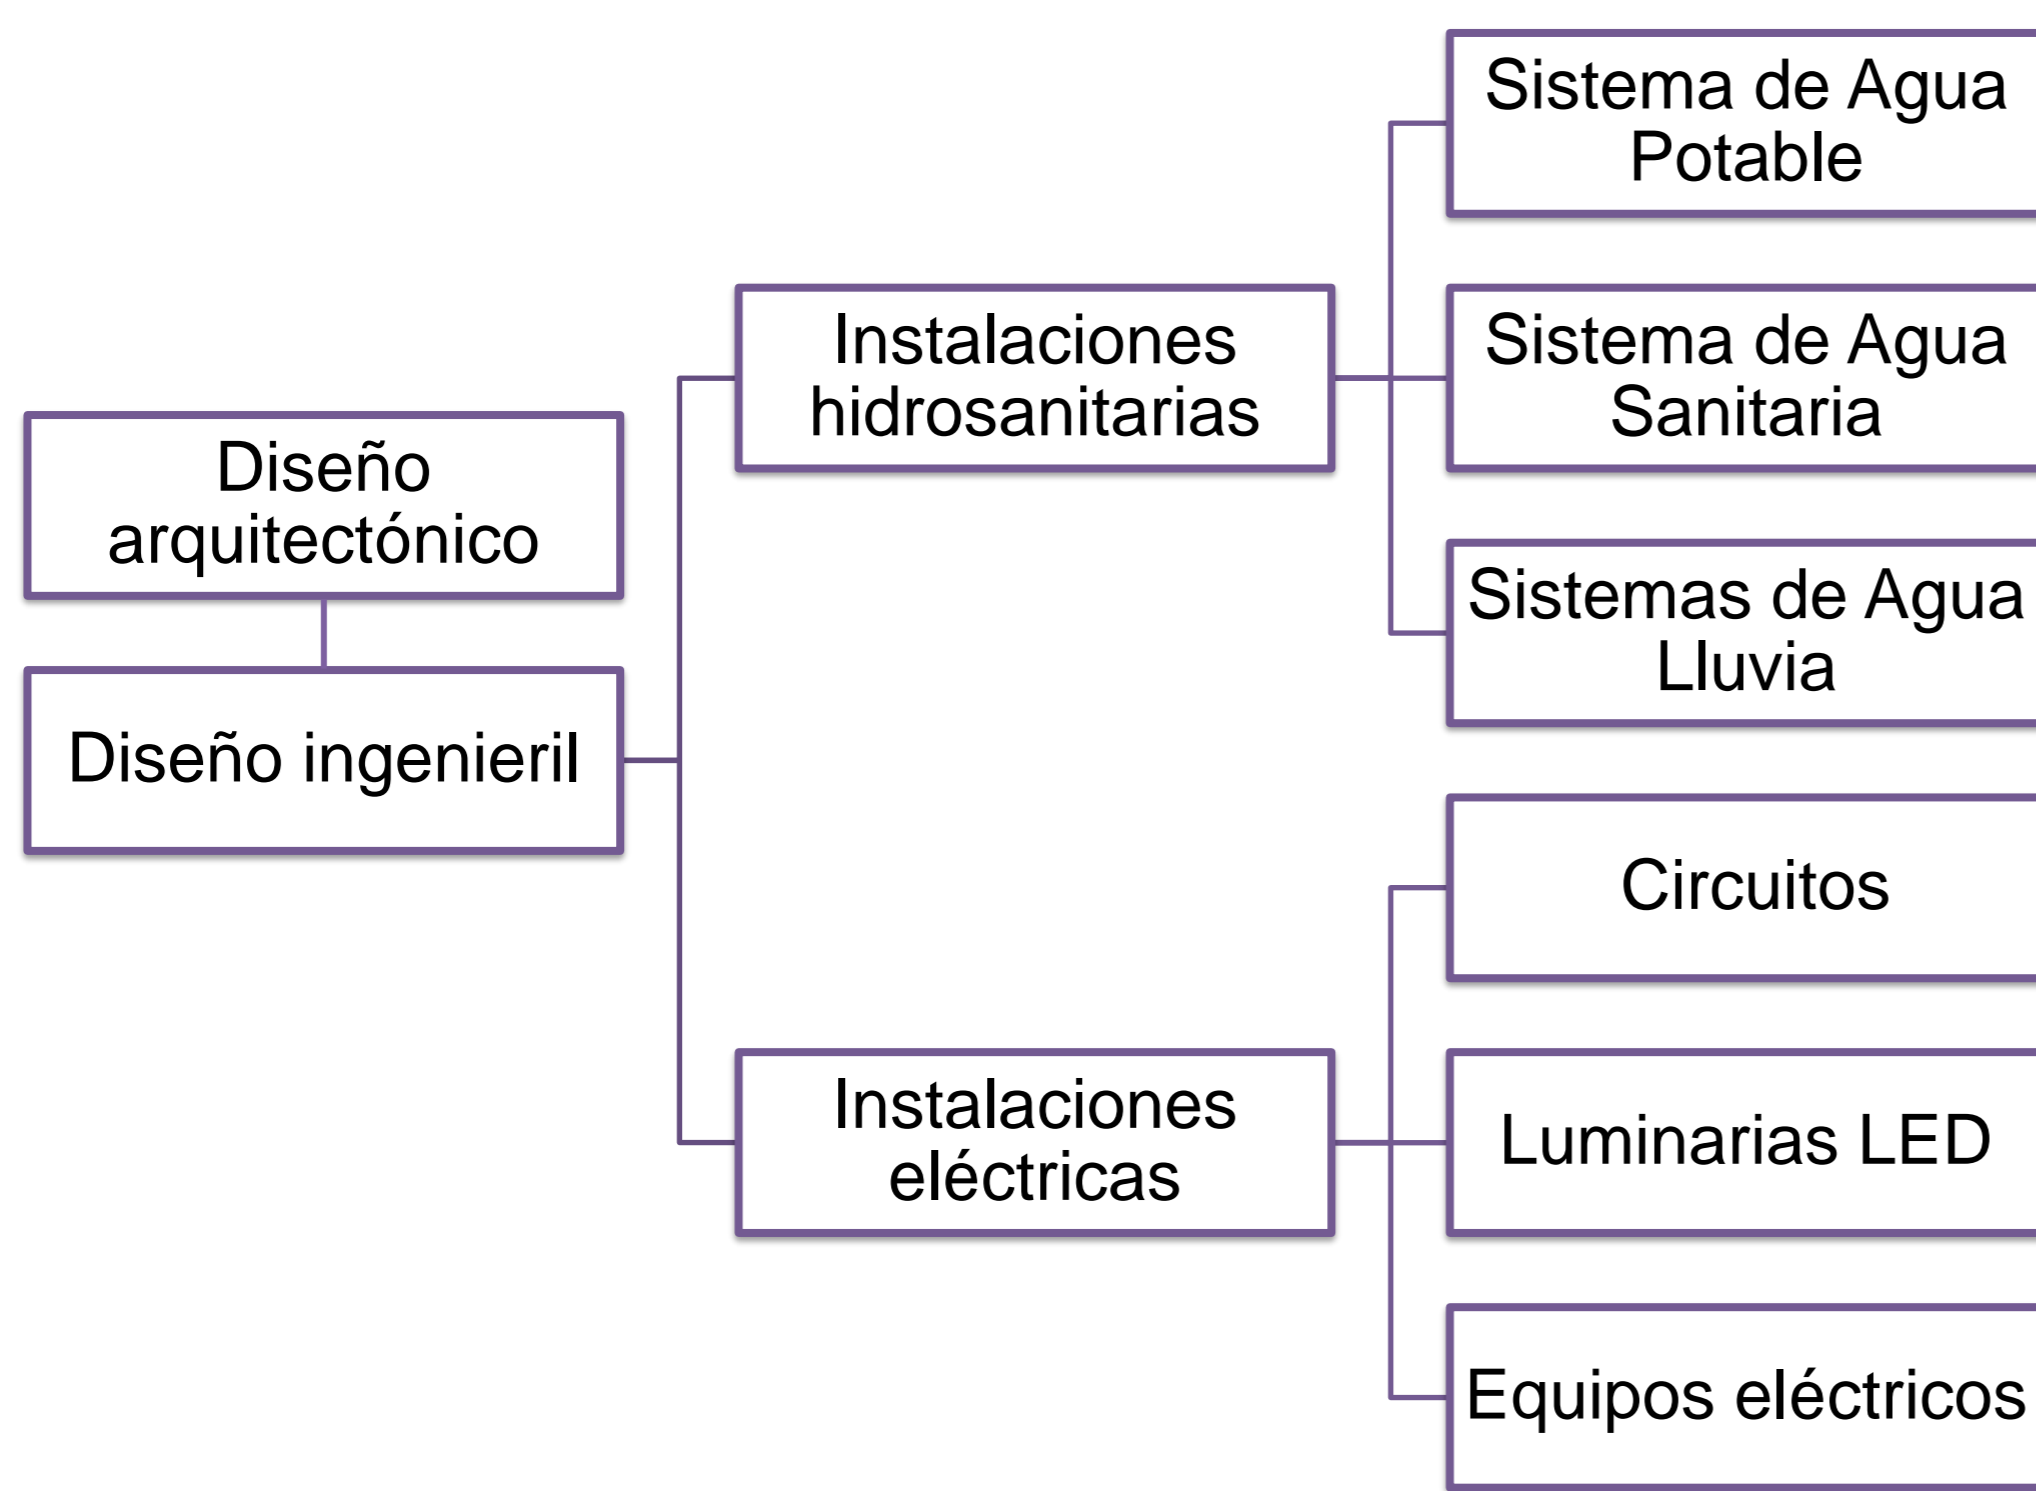 Diseño
arquitectónico
Diseño ingenieril
Instalaciones
hidrosanitarias
Sistema de Agua
Potable
Sistema de Agua
Sanitaria
Sistemas de Agua
Lluvia
Instalaciones
eléctricas
Circuitos
Luminarias LED
Equipos eléctricos